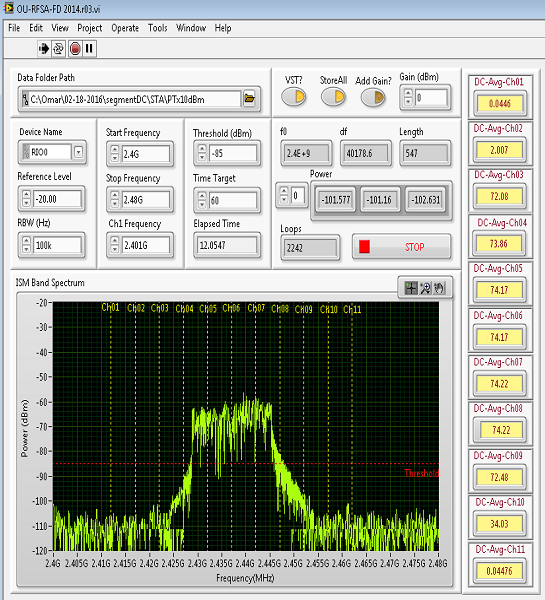 OU-RFSA-FD 2014.r03.vi
File Edit View Project Operate Tools Window Help
Data Folder Path
C:\Omar\02-18-2016\segmentDC\STA\PTx10dBm
VST? StoreAll Add Gain? Gain (dBm)
0
Device Name
RIO0
Reference Level
-20.00
RBW (Hz)
100k
Start Frequency
2.4G
Stop Frequency
2.48G
Ch1 Frequency
2.401G
Threshold (dBm)
-85
Time Target
60
Elapsed Time
12.0547
f0 df Length
2.4E+9 40178.6 547
Power
0 -101.577 -101.16 -102.631
Loops
2242
STOP
DC-Avg-Ch01
0.0446
DC-Avg-Ch02
2.007
DC-Avg-Ch03
72.08
DC-Avg-Ch04
73.86
DC-Avg-Ch05
74.17
DC-Avg-Ch06
74.17
DC-Avg-Ch07
74.22
DC-Avg-Ch08
74.22
DC-Avg-Ch09
72.48
DC-Avg-Ch10
34.03
DC-Avg-Ch11
0.04476
ISM Band Spectrum
Ch01 Ch02 Ch03 Ch04 Ch05 Ch06 Ch07 Ch08 Ch09 Ch10 Ch11
Power (dBm)
-20
-30
-40
-50
-60
-70
-80
-90
-100
-110
-120
Threshold
2.4G 2.405G 2.41G 2.415G 2.42G 2.425G 2.43G 2.435G 2.44G 2.445G 2.45G 2.455G 2.46G 2.465G 2.47G 2.475G 2.48G
Frequency(MHz)